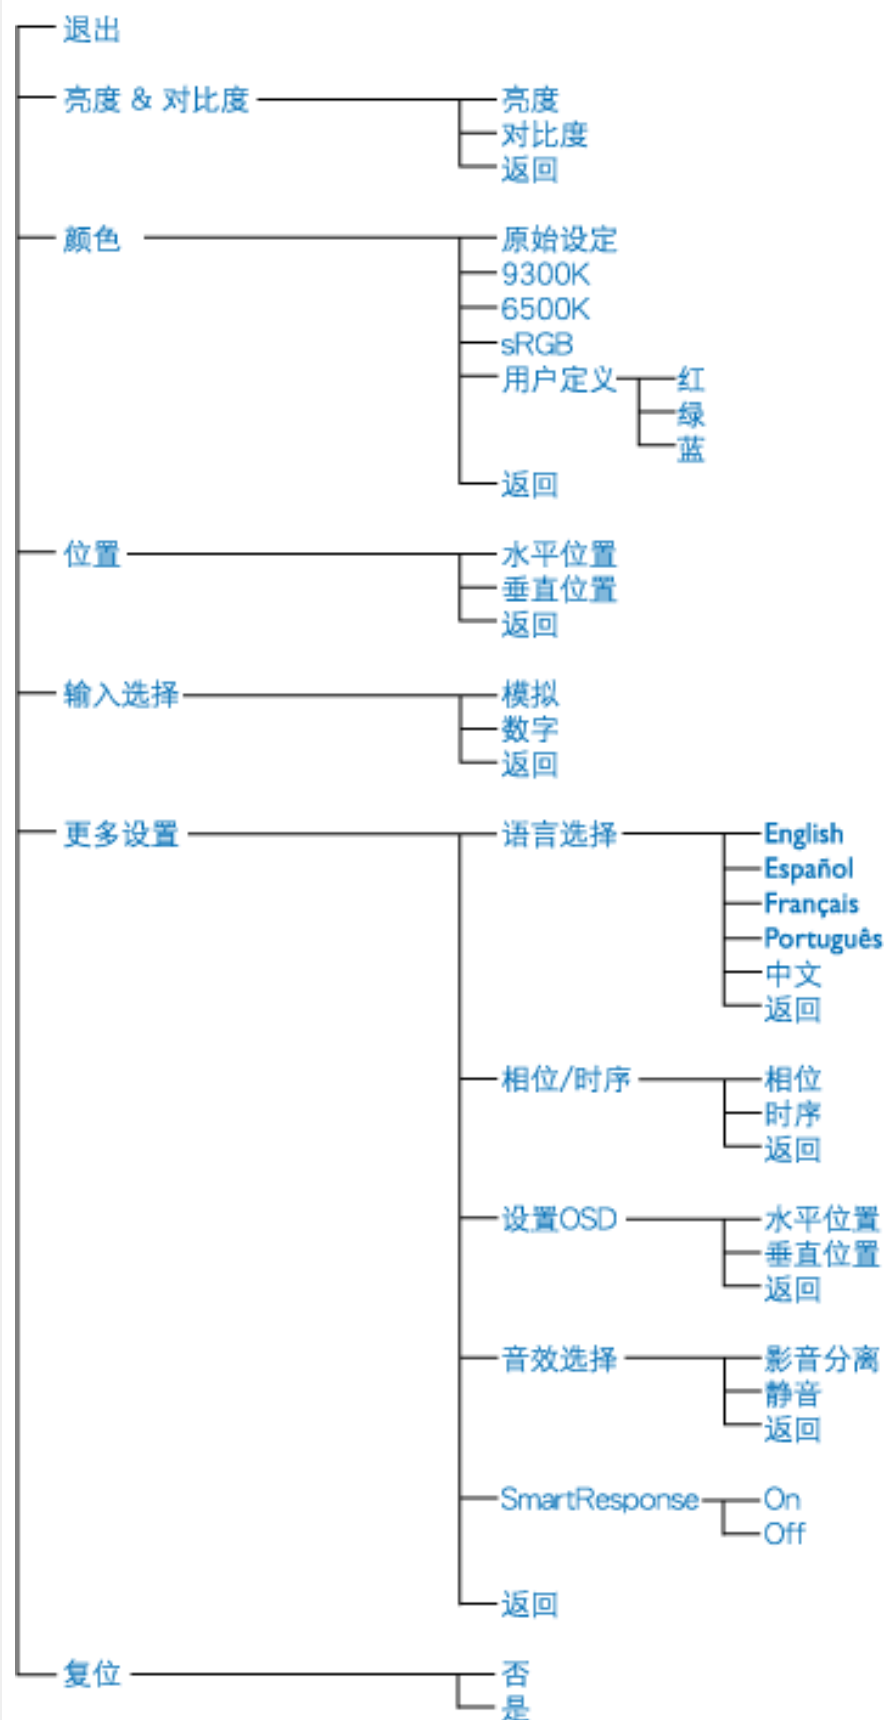 退出
亮度 & 对比度 亮度
对比度
返回
颜色 原始设定
9300K
6500K
sRGB
用户定义 红
绿
蓝
返回
位置 水平位置
垂直位置
返回
输入选择 模拟
数字
返回
更多设置 语言选择 English
Español
Français
Português
中文
返回
相位/时序 相位
时序
返回
设置OSD 水平位置
垂直位置
返回
音效选择 影音分离
静音
返回
SmartResponse On
Off
返回
复位 否
是